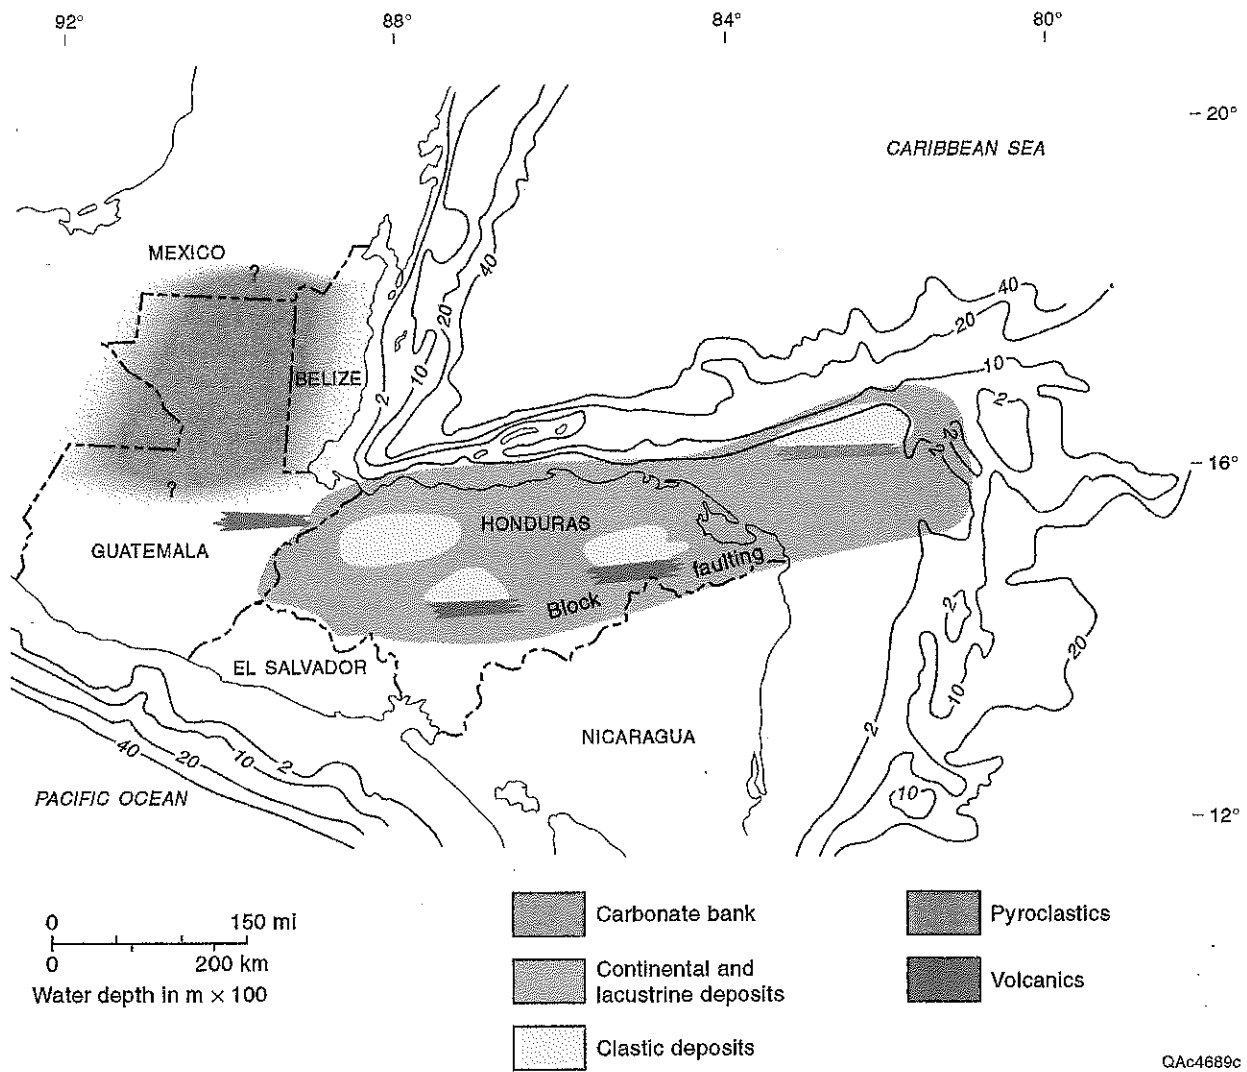 92° 88° 84° 80°
20°
CARIBBEAN SEA
MEXICO
?
40
40
20
20
10
BELIZE
10
2
2
2
2
16°
?
HONDURAS
GUATEMALA
faulting
Block
2
20
EL SALVADOR
10
NICARAGUA
2
40
20
10
2
10
PACIFIC OCEAN
12°
0 150 mi
0 200 km
Water depth in m × 100
Carbonate bank
Continental and
lacustrine deposits
Clastic deposits
Pyroclastics
Volcanics
QAc4689c